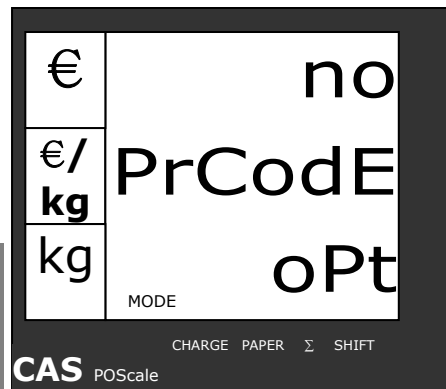 € no
€/kg PrCodE
kg oPt
MODE
CHARGE PAPER Σ SHIFT
CAS POScale